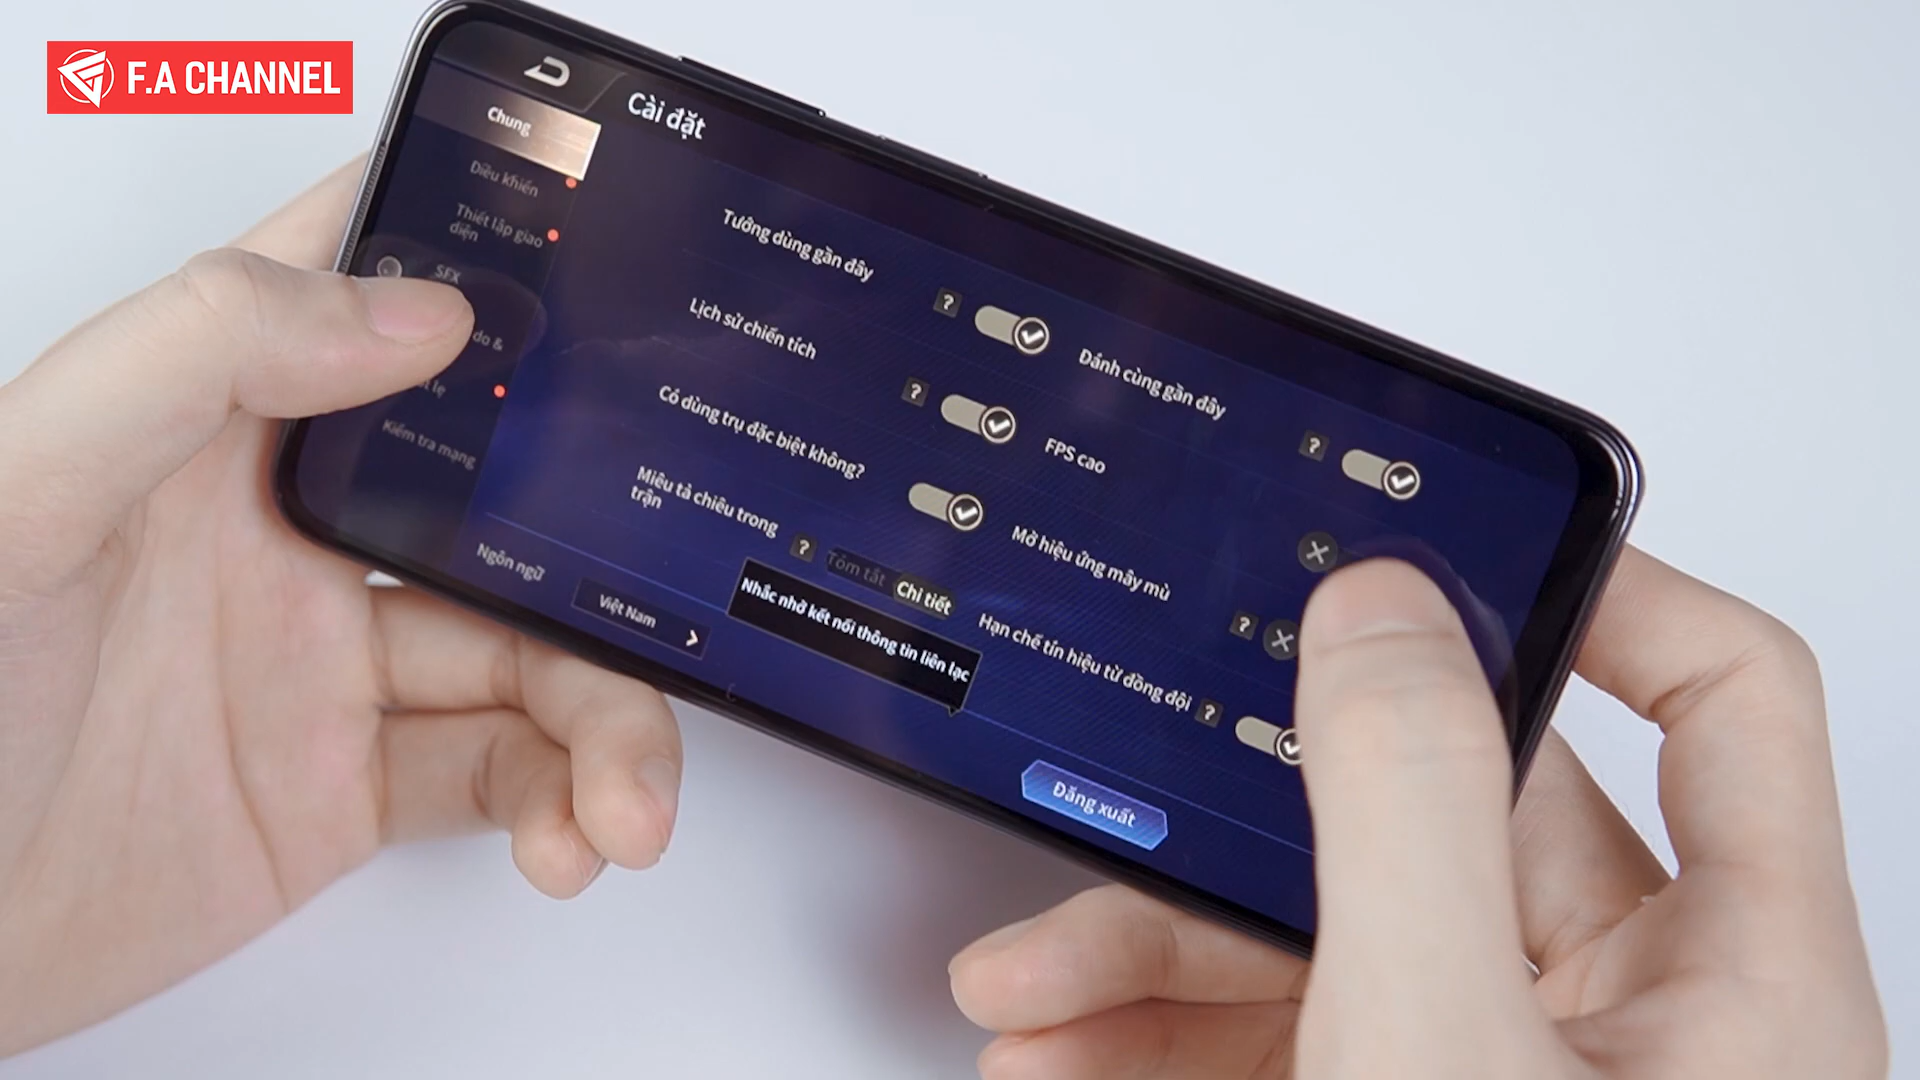 F.A CHANNEL
Cài đặt
Chung
Điều khiển
Thiết lập giao
diện
SFX
do &
Kiểm tra mạng
Tướng dùng gần đây
?
Đánh cùng gần đây
?
Lịch sử chiến tích
?
FPS cao
Có dùng trụ đặc biệt không?
Mở hiệu ứng mây mù
?
Miêu tả chiêu trong
trận
?
Tóm tắt
Chi tiết
Hạn chế tín hiệu từ đồng đội
?
Nhắc nhở kết nối thông tin liên lạc
Ngôn ngữ
Việt Nam
Đăng xuất